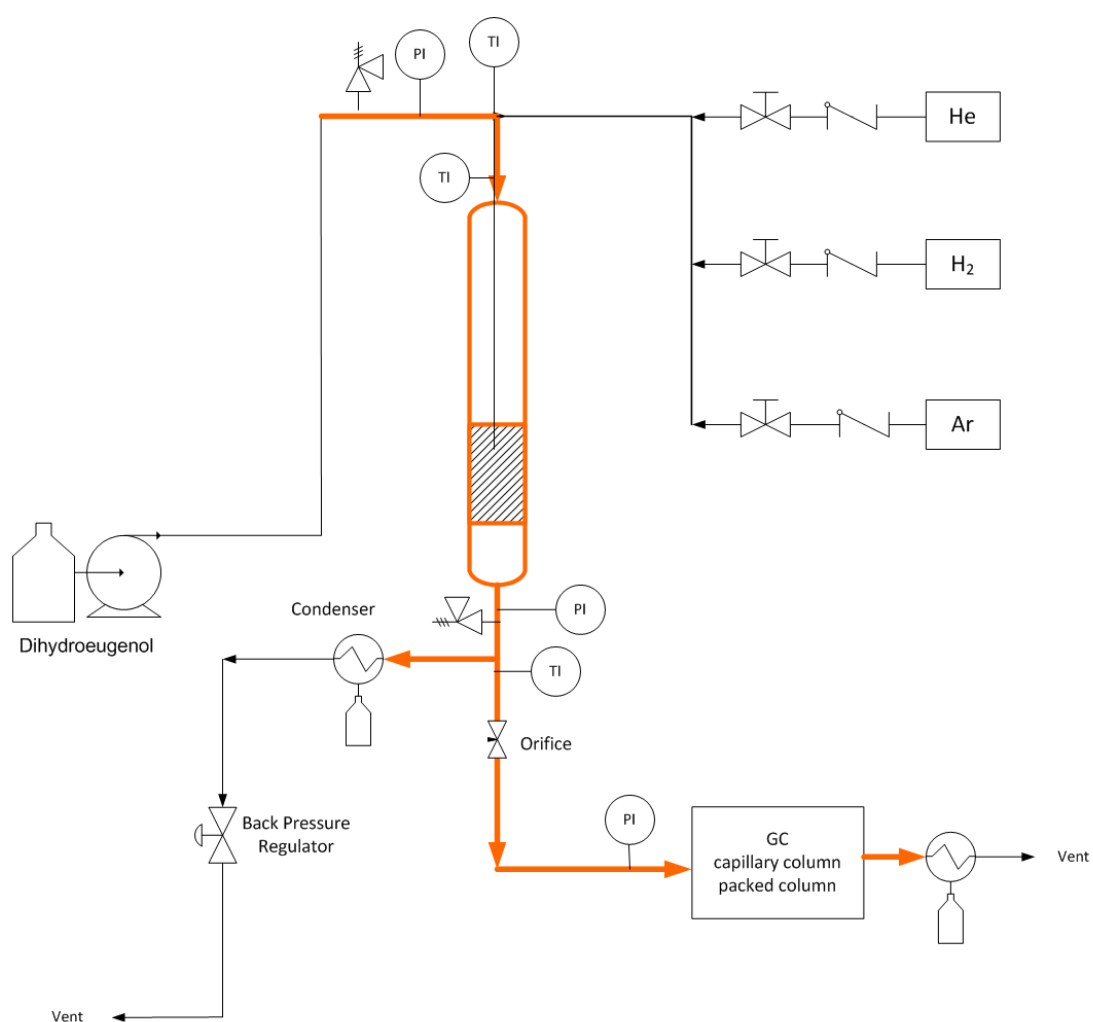 TI
PI
He
TI
H₂
Ar
Condenser
PI
Dihydroeugenol
TI
Orifice
PI
Back Pressure
Regulator
GC
capillary column
packed column
Vent
Vent